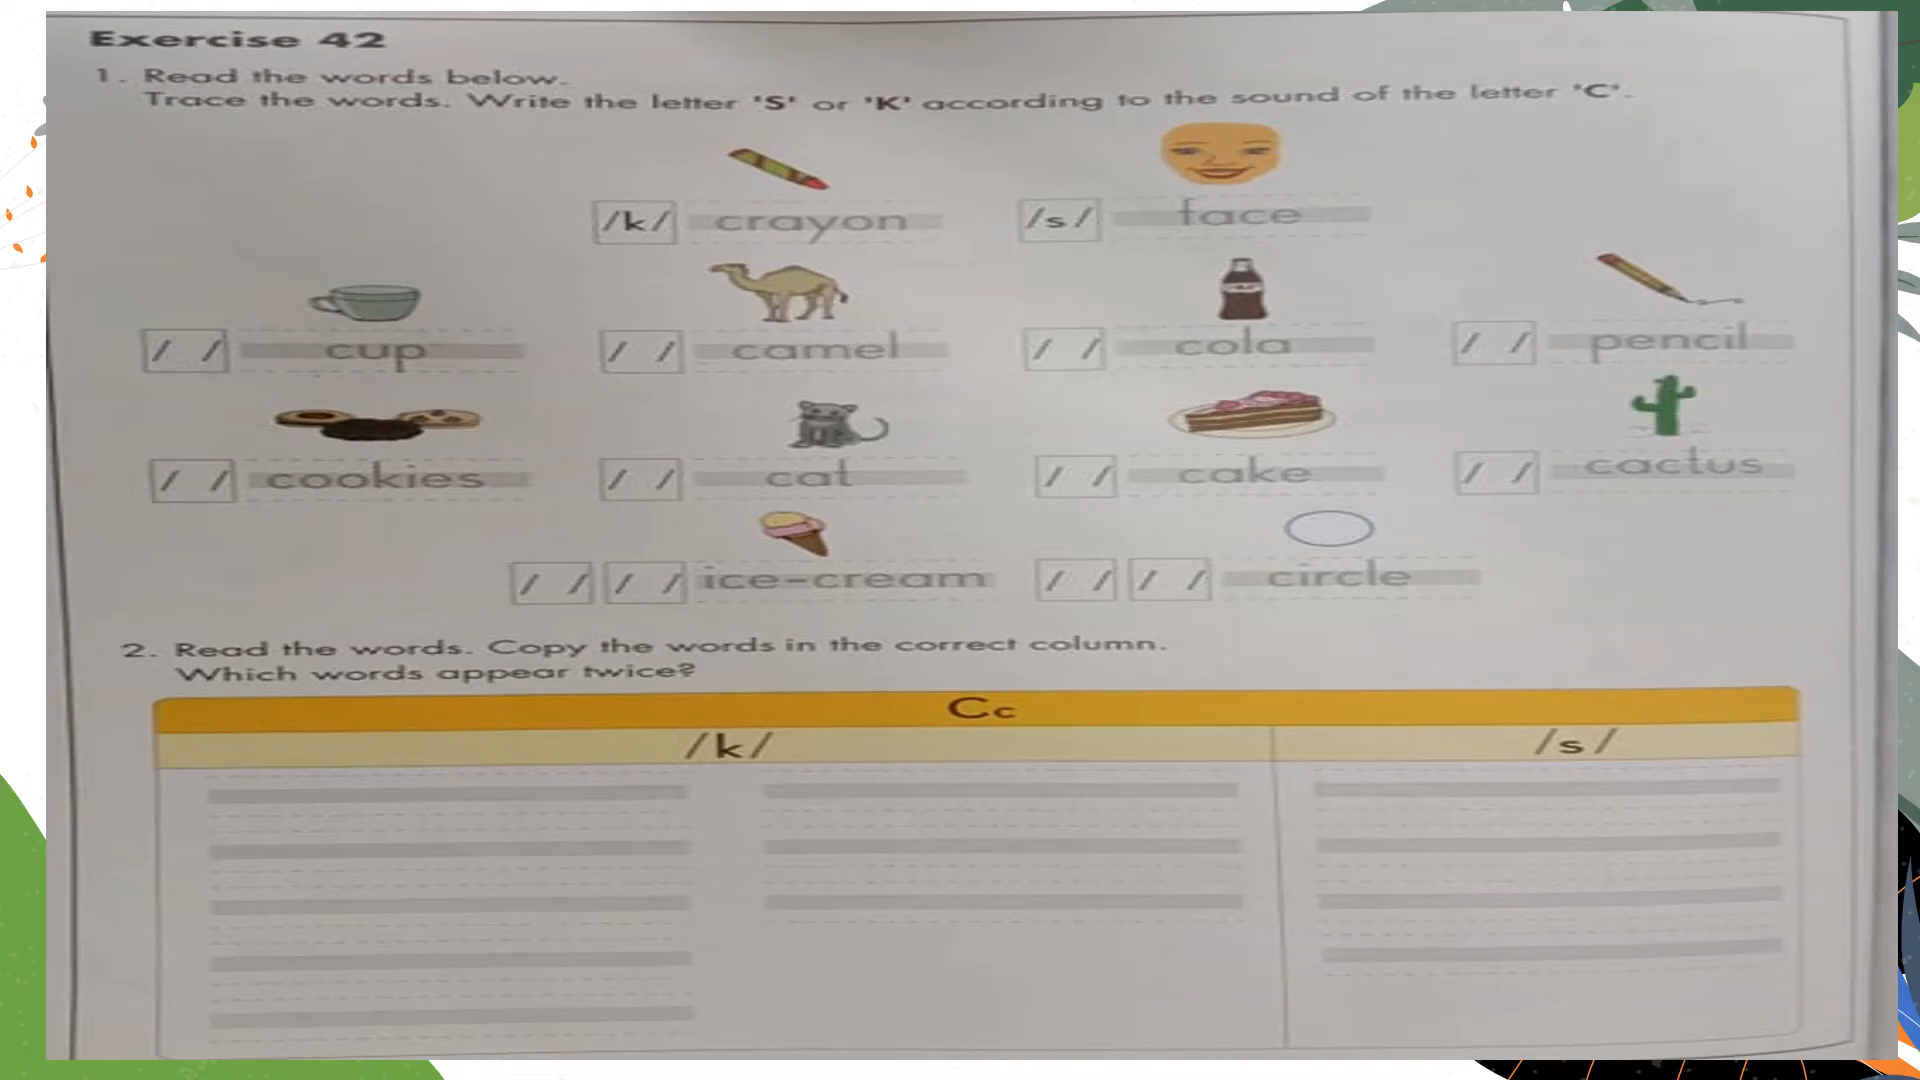 Exercise 42
1. Read the words below.
Trace the words. Write the letter 'S' or 'K' according to the sound of the letter 'C'.
/k/ crayon /s/ face
/ / cup / / camel / / cola / / pencil
/ / cookies / / cat / / cake / / cactus
/ / / / ice-cream / / / / circle
2. Read the words. Copy the words in the correct column.
Which words appear twice?
Cc
/k/ /s/